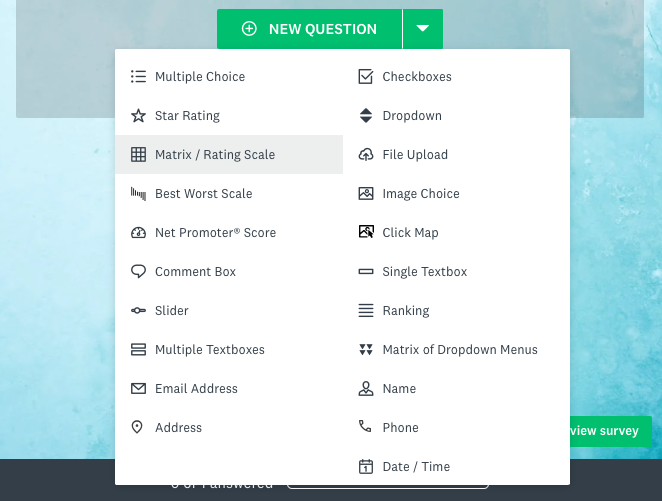 NEW QUESTION
Multiple Choice
Checkboxes
Star Rating
Dropdown
Matrix / Rating Scale
File Upload
Best Worst Scale
Image Choice
Net Promoter® Score
Click Map
Comment Box
Single Textbox
Slider
Ranking
Multiple Textboxes
Matrix of Dropdown Menus
Email Address
Name
Address
Phone
view survey
Date / Time
answered